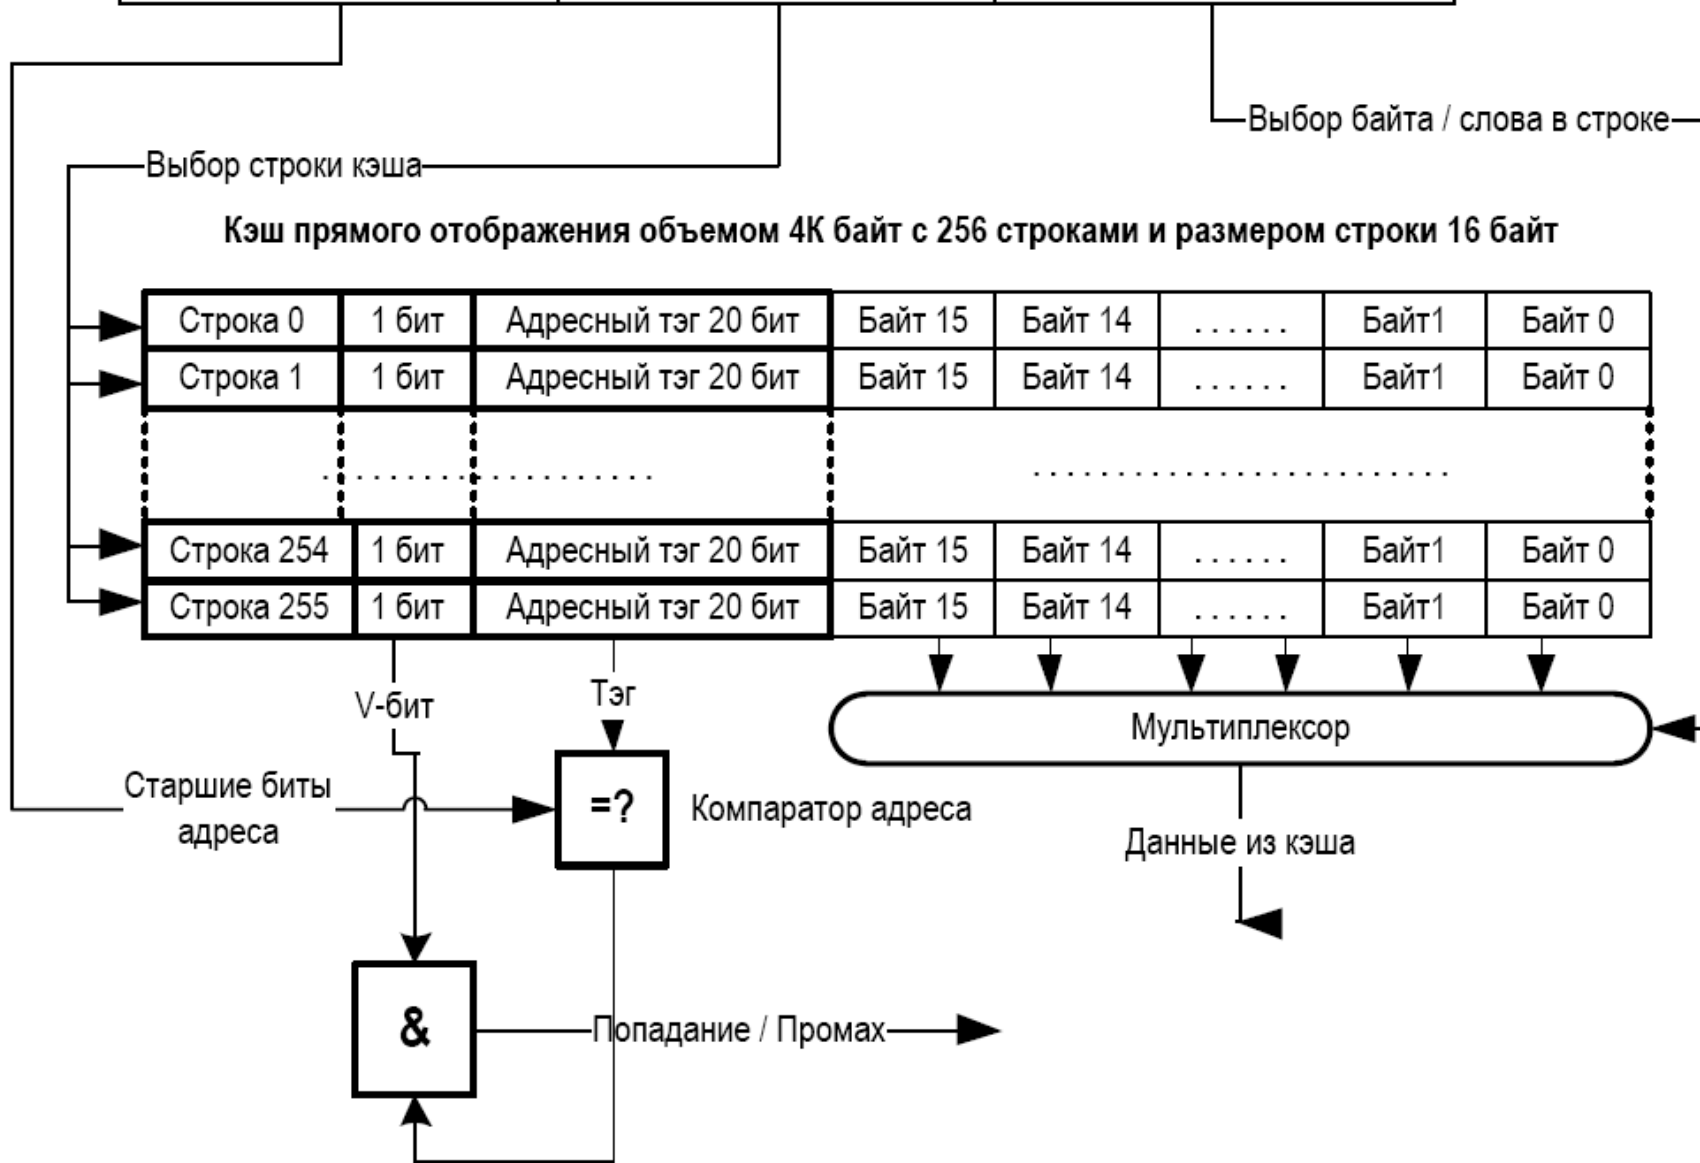 Выбор байта / слова в строке
Выбор строки кэша
Кэш прямого отображения объемом 4К байт с 256 строками и размером строки 16 байт
Строка 0 1 бит Адресный тэг 20 бит Байт 15 Байт 14 . . . . . . Байт1 Байт 0
Строка 1 1 бит Адресный тэг 20 бит Байт 15 Байт 14 . . . . . . Байт1 Байт 0
. . . . . . . . . . . . . . . . . . . . . . . . . . . . . . . . . . . . . . . . . . . .
Строка 254 1 бит Адресный тэг 20 бит Байт 15 Байт 14 . . . . . . Байт1 Байт 0
Строка 255 1 бит Адресный тэг 20 бит Байт 15 Байт 14 . . . . . . Байт1 Байт 0
V-бит
Тэг
Мультиплексор
Старшие биты
адреса
=?
Компаратор адреса
Данные из кэша
&
Попадание / Промах